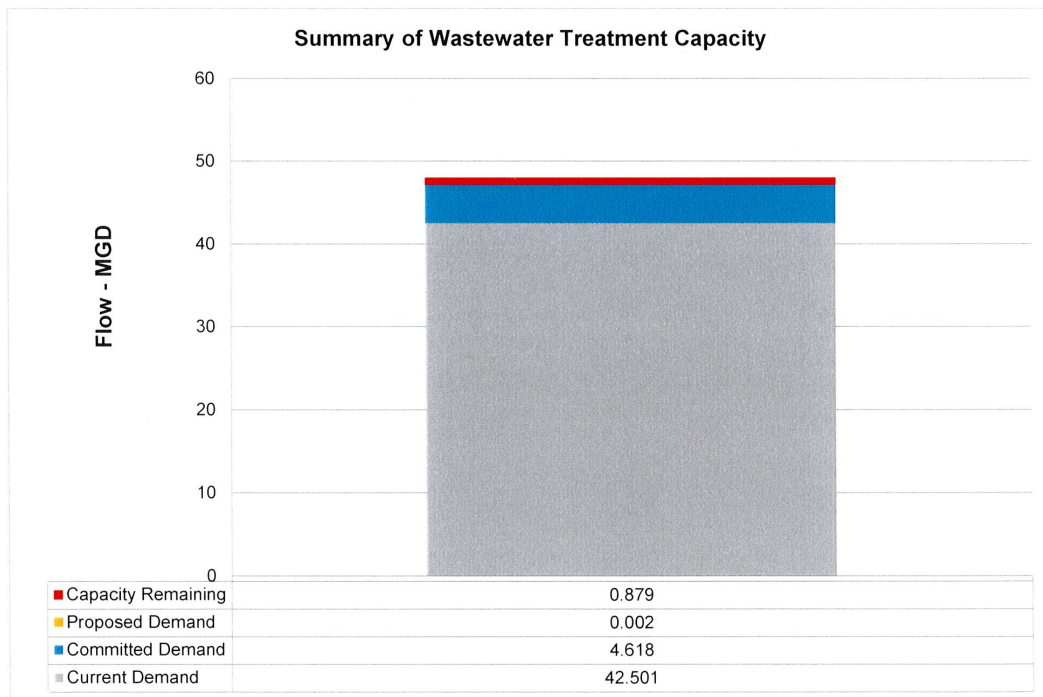 Summary of Wastewater Treatment Capacity
60
50
40
30
20
10
0
Flow - MGD
Capacity Remaining 0.879
Proposed Demand 0.002
Committed Demand 4.618
Current Demand 42.501